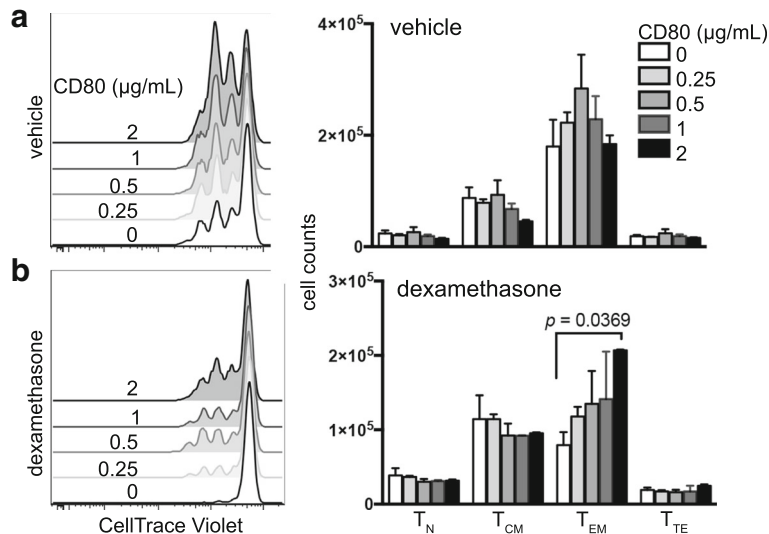 a
vehicle
CD80 (µg/mL)
2
1
0.5
0.25
0
b
dexamethasone
2
1
0.5
0.25
0
CellTrace Violet
cell counts
vehicle
4×10⁵
2×10⁵
0
CD80 (µg/mL)
0
0.25
0.5
1
2
dexamethasone
p = 0.0369
3×10⁵
2×10⁵
1×10⁵
0
T_N T_CM T_EM T_TE